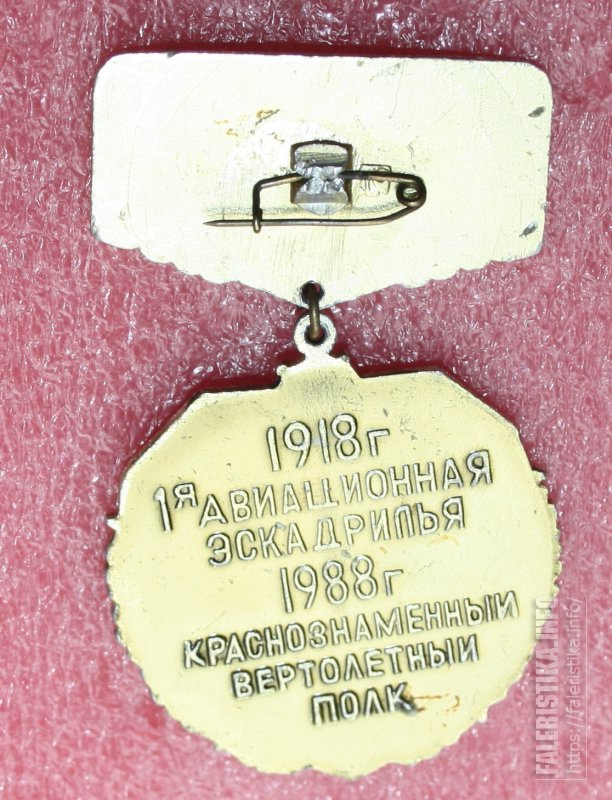 1918г
1я АВИАЦИОННАЯ
ЭСКАДРИЛЬЯ
1988г
КРАСНОЗНАМЕННЫЙ
ВЕРТОЛЕТНЫЙ
ПОЛК
FALERISTIKA.INFO
https://faleristika.info